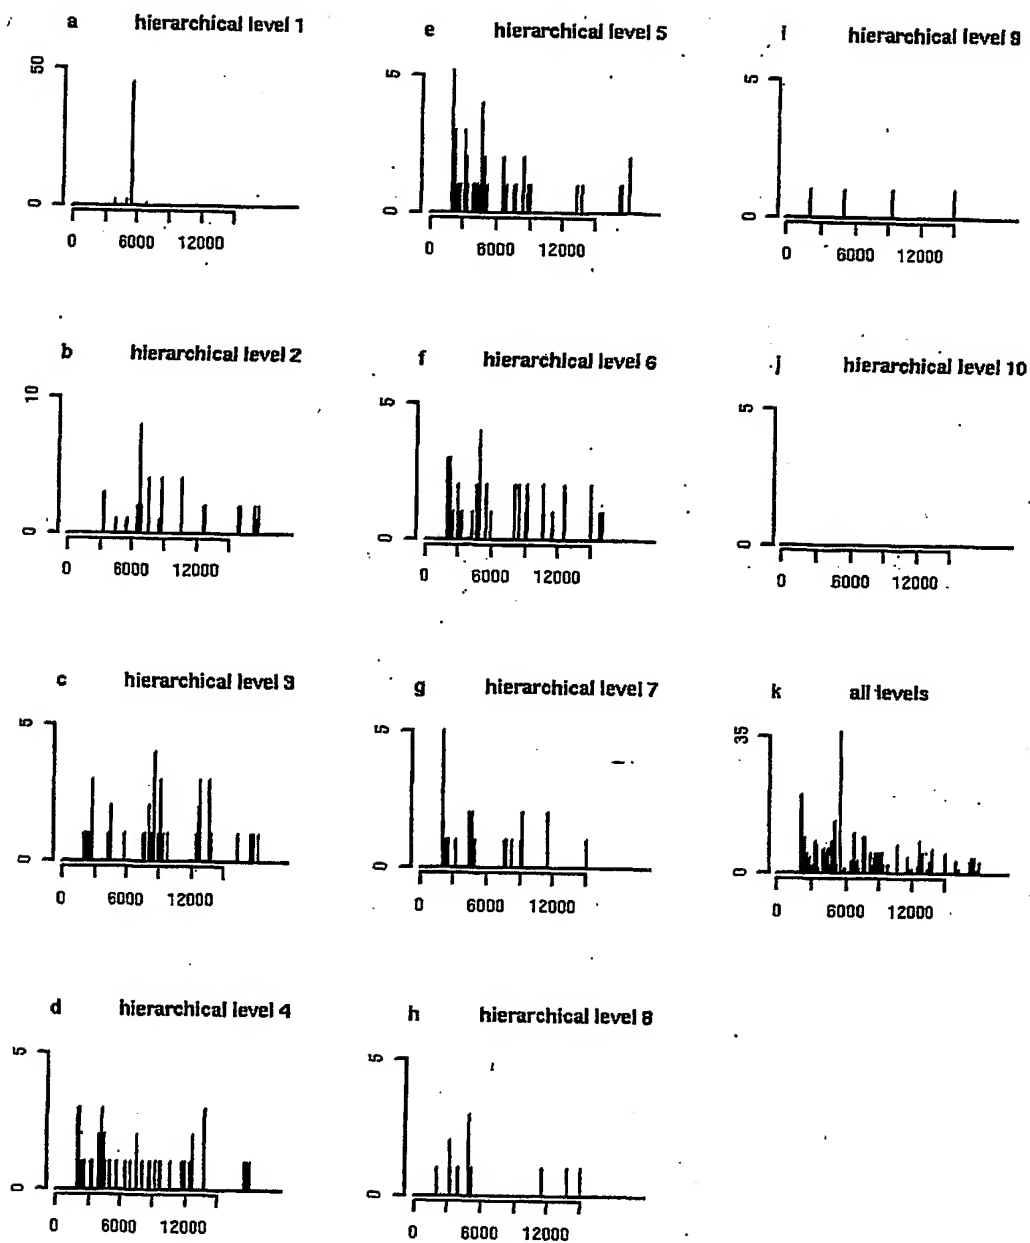 a hierarchical level 1
50
0
0 6000 12000
b hierarchical level 2
10
0
0 6000 12000
c hierarchical level 3
5
0
0 6000 12000
d hierarchical level 4
5
0
0 6000 12000
e hierarchical level 5
5
0
0 6000 12000
f hierarchical level 6
5
0
0 6000 12000
g hierarchical level 7
5
0
0 6000 12000
h hierarchical level 8
5
0
0 6000 12000
i hierarchical level 9
5
0
0 6000 12000
j hierarchical level 10
5
0
0 6000 12000
k all levels
35
0
0 6000 12000